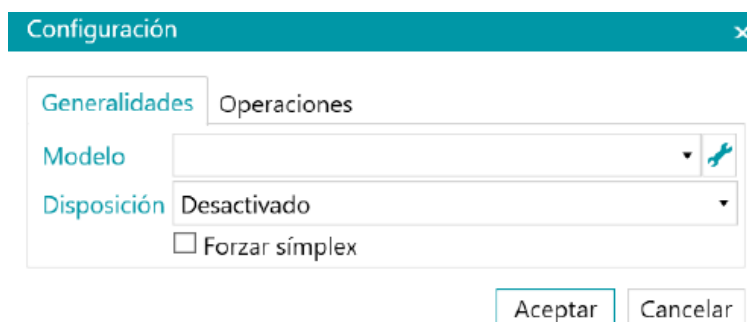 Configuración
Generalidades Operaciones
Modelo
Disposición Desactivado
Forzar símplex
Aceptar Cancelar